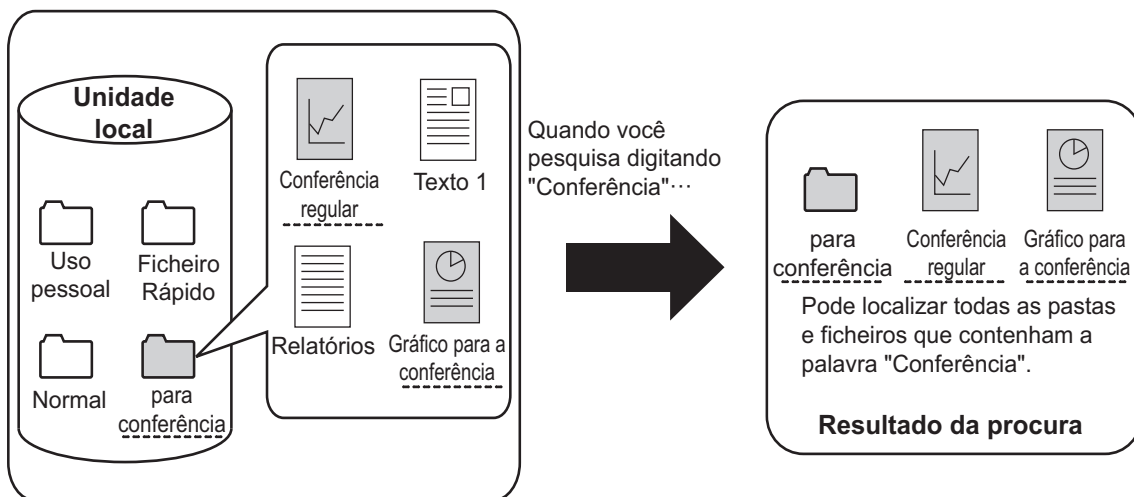 Unidade
local
Uso
pessoal
Ficheiro
Rápido
Normal
para
conferência
Conferência
regular
Texto 1
Relatórios
Gráfico para a
conferência
Quando você
pesquisa digitando
"Conferência"···
para
conferência
Conferência
regular
Gráfico para
a conferência
Pode localizar todas as pastas
e ficheiros que contenham a
palavra "Conferência".
Resultado da procura